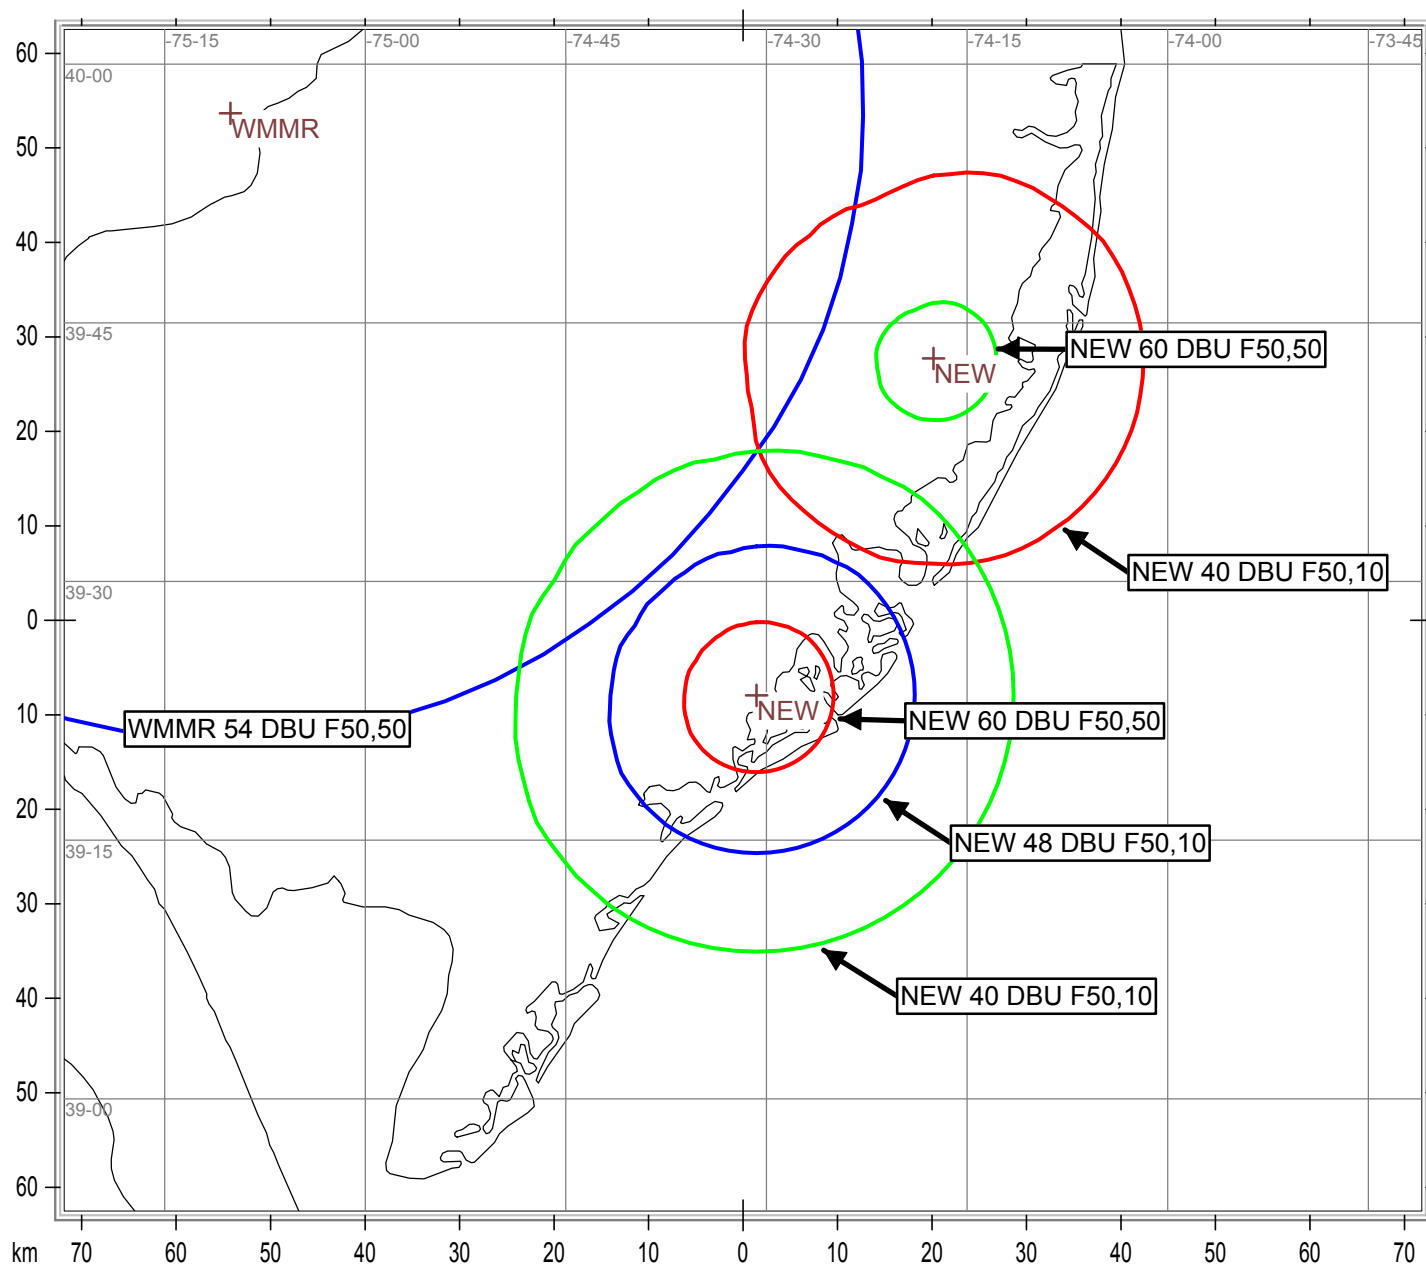 -75-15 -75-00 -74-45 -74-30 -74-15 -74-00 -73-45
60
40-00
WMMR
50
40
39-45
30
NEW 60 DBU F50,50
NEW
20
10
NEW 40 DBU F50,10
39-30
0
NEW
10
NEW 60 DBU F50,50
WMMR 54 DBU F50,50
20
39-15
NEW 48 DBU F50,10
30
40
NEW 40 DBU F50,10
50
39-00
60
km 70 60 50 40 30 20 10 0 10 20 30 40 50 60 70